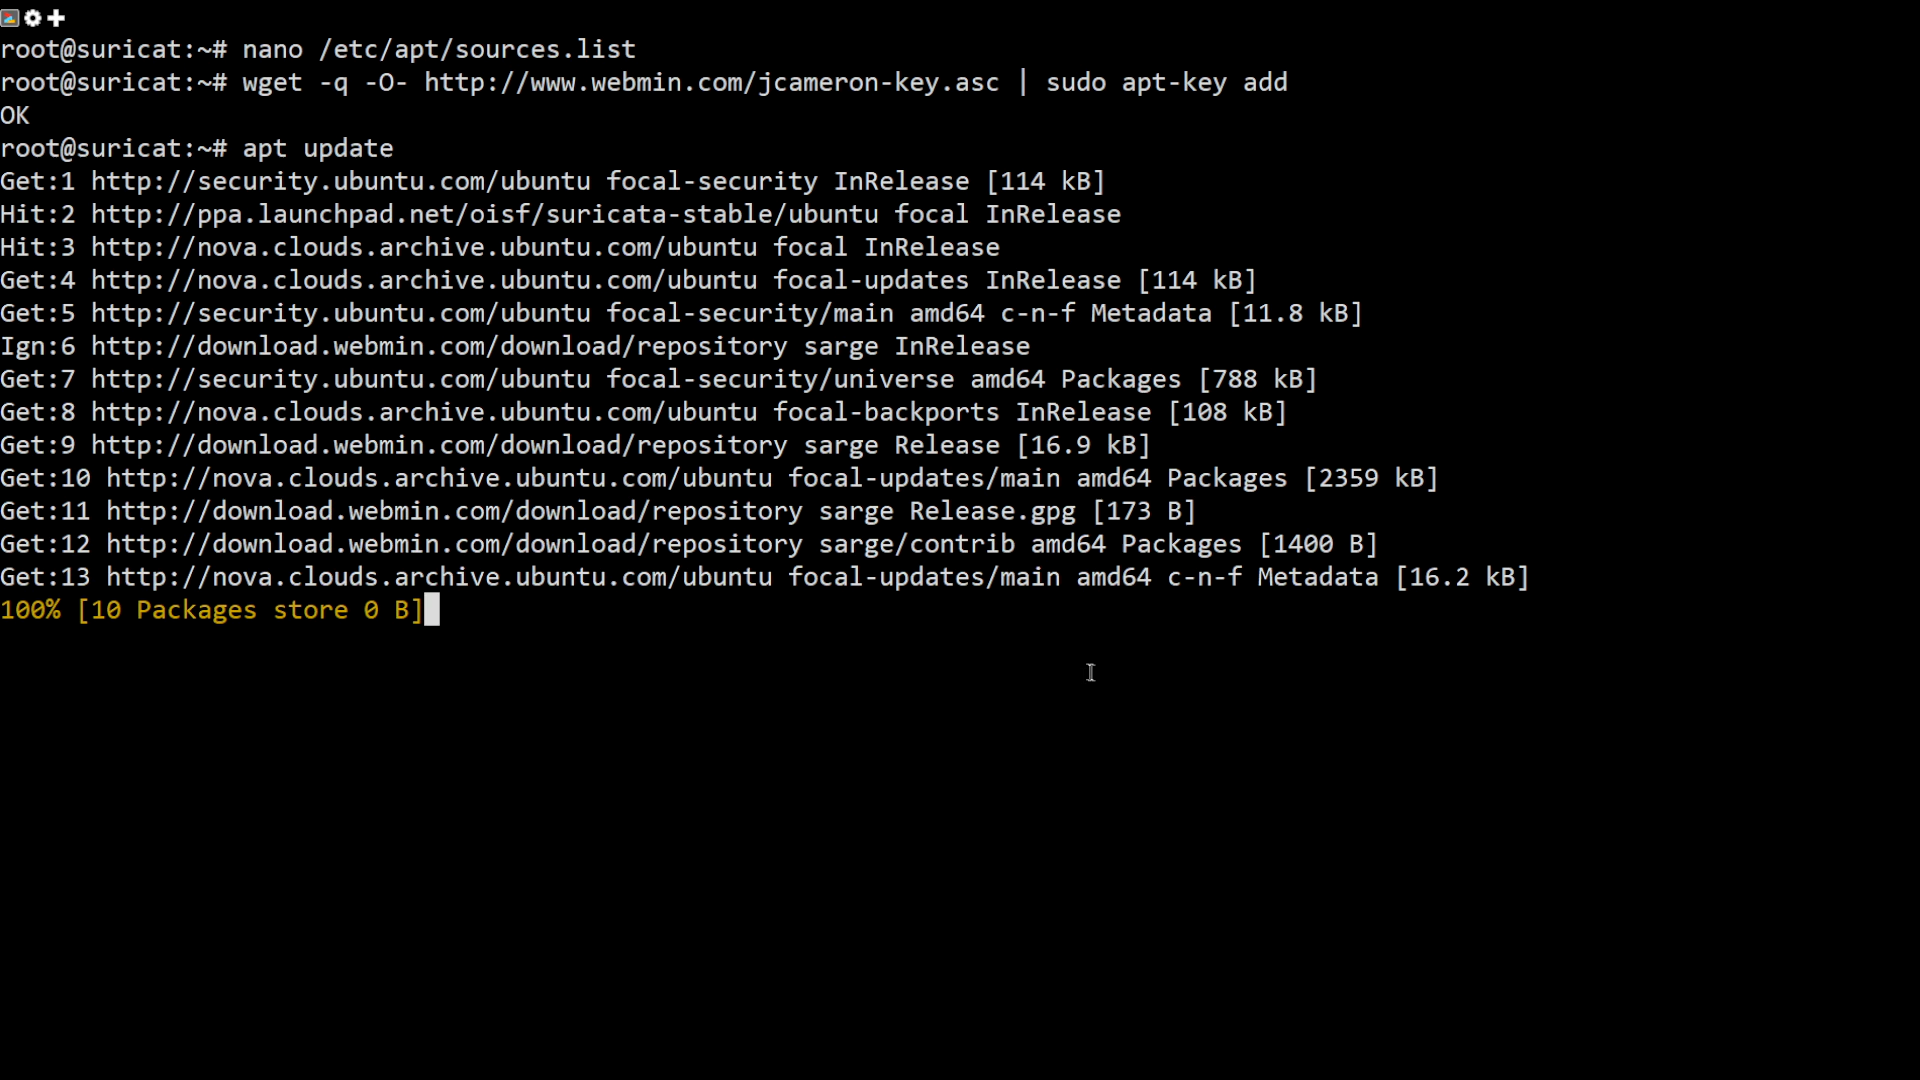 root@suricat:~# nano /etc/apt/sources.list
root@suricat:~# wget -q -O- http://www.webmin.com/jcameron-key.asc | sudo apt-key add
OK
root@suricat:~# apt update
Get:1 http://security.ubuntu.com/ubuntu focal-security InRelease [114 kB]
Hit:2 http://ppa.launchpad.net/oisf/suricata-stable/ubuntu focal InRelease
Hit:3 http://nova.clouds.archive.ubuntu.com/ubuntu focal InRelease
Get:4 http://nova.clouds.archive.ubuntu.com/ubuntu focal-updates InRelease [114 kB]
Get:5 http://security.ubuntu.com/ubuntu focal-security/main amd64 c-n-f Metadata [11.8 kB]
Ign:6 http://download.webmin.com/download/repository sarge InRelease
Get:7 http://security.ubuntu.com/ubuntu focal-security/universe amd64 Packages [788 kB]
Get:8 http://nova.clouds.archive.ubuntu.com/ubuntu focal-backports InRelease [108 kB]
Get:9 http://download.webmin.com/download/repository sarge Release [16.9 kB]
Get:10 http://nova.clouds.archive.ubuntu.com/ubuntu focal-updates/main amd64 Packages [2359 kB]
Get:11 http://download.webmin.com/download/repository sarge Release.gpg [173 B]
Get:12 http://download.webmin.com/download/repository sarge/contrib amd64 Packages [1400 B]
Get:13 http://nova.clouds.archive.ubuntu.com/ubuntu focal-updates/main amd64 c-n-f Metadata [16.2 kB]
100% [10 Packages store 0 B]